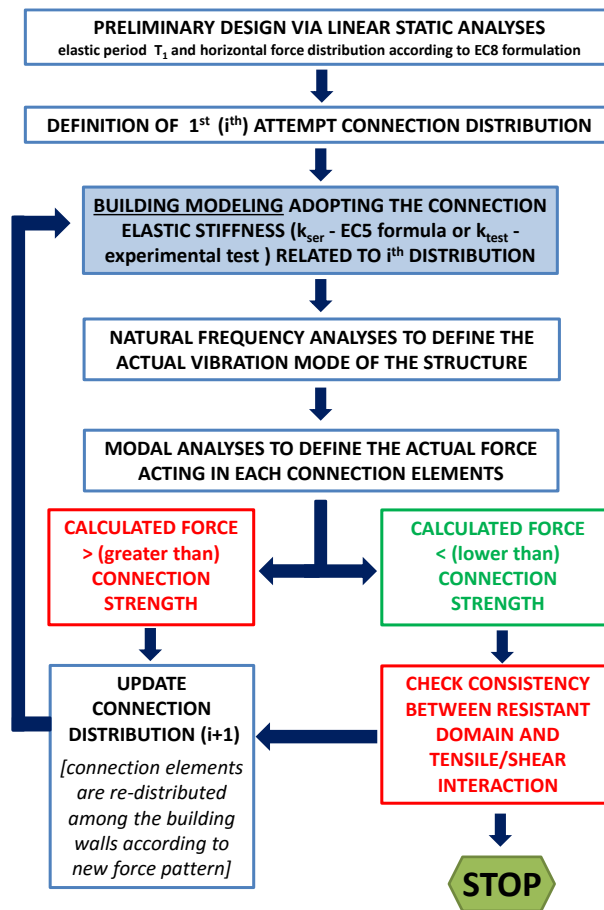 PRELIMINARY DESIGN VIA LINEAR STATIC ANALYSES
elastic period T₁ and horizontal force distribution according to EC8 formulation
DEFINITION OF 1st (ith) ATTEMPT CONNECTION DISTRIBUTION
BUILDING MODELING ADOPTING THE CONNECTION
ELASTIC STIFFNESS (kser - EC5 formula or ktest -
experimental test ) RELATED TO ith DISTRIBUTION
NATURAL FREQUENCY ANALYSES TO DEFINE THE
ACTUAL VIBRATION MODE OF THE STRUCTURE
MODAL ANALYSES TO DEFINE THE ACTUAL FORCE
ACTING IN EACH CONNECTION ELEMENTS
CALCULATED FORCE
> (greater than)
CONNECTION
STRENGTH
CALCULATED FORCE
< (lower than)
CONNECTION
STRENGTH
UPDATE
CONNECTION
DISTRIBUTION (i+1)
[connection elements
are re-distributed
among the building
walls according to
new force pattern]
CHECK CONSISTENCY
BETWEEN RESISTANT
DOMAIN AND
TENSILE/SHEAR
INTERACTION
STOP